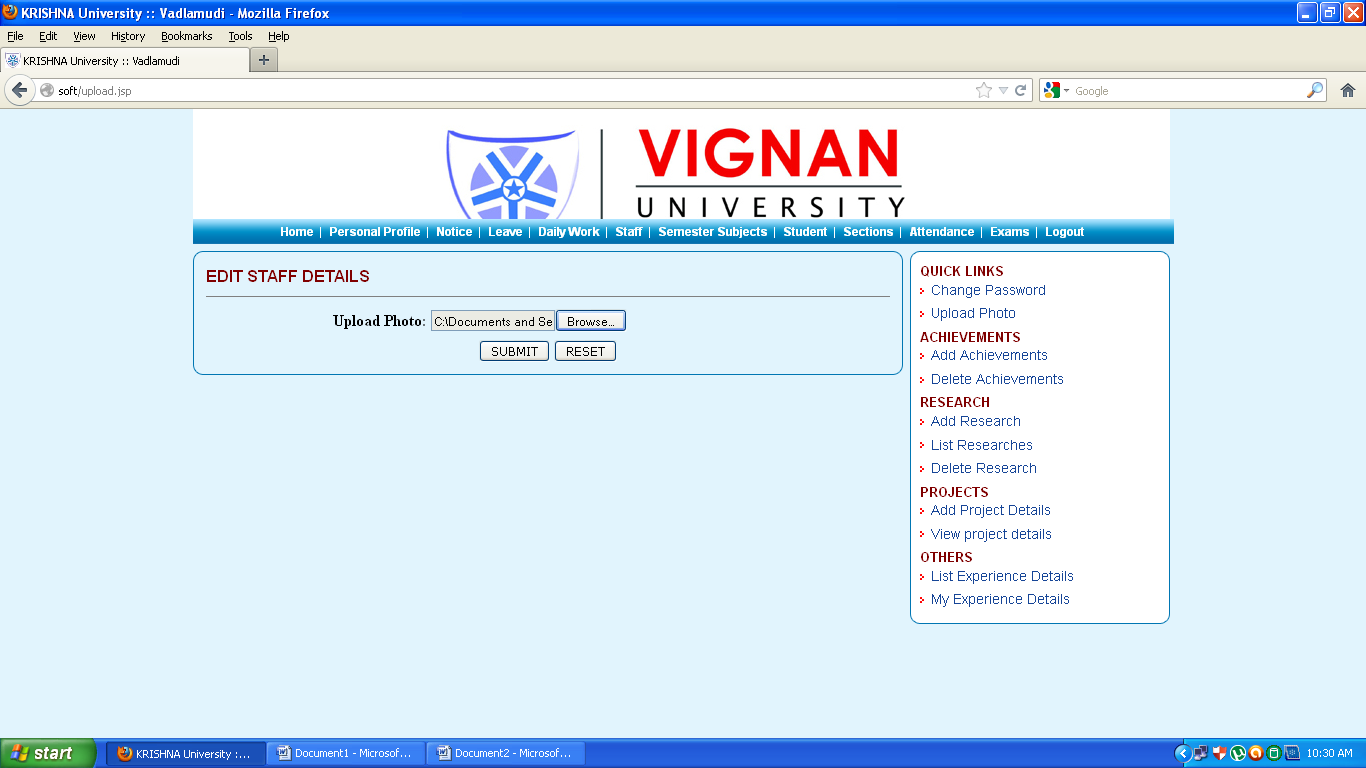 KRISHNA University :: Vadlamudi - Mozilla Firefox
File Edit View History Bookmarks Tools Help
KRISHNA University :: Vadlamudi
soft/upload.jsp
Google
VIGNAN
UNIVERSITY
Home | Personal Profile | Notice | Leave | Daily Work | Staff | Semester Subjects | Student | Sections | Attendance | Exams | Logout
EDIT STAFF DETAILS
Upload Photo: C:\Documents and Se Browse...
SUBMIT RESET
QUICK LINKS
Change Password
Upload Photo
ACHIEVEMENTS
Add Achievements
Delete Achievements
RESEARCH
Add Research
List Researches
Delete Research
PROJECTS
Add Project Details
View project details
OTHERS
List Experience Details
My Experience Details
start KRISHNA University :... Document1 - Microsof... Document2 - Microsof... 10:30 AM